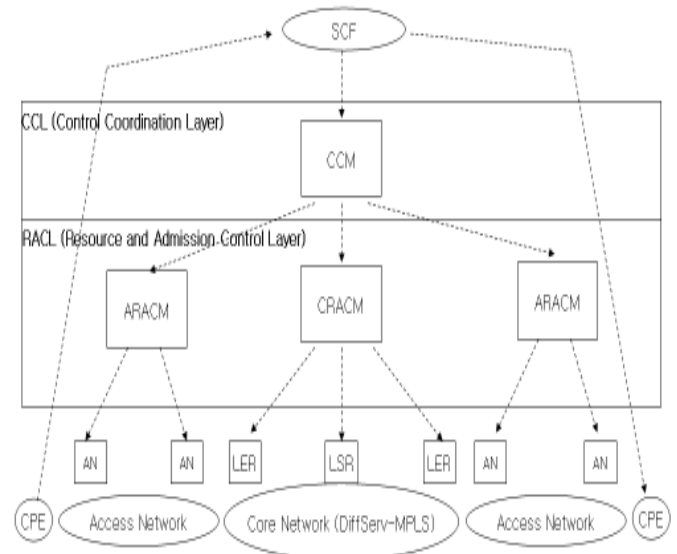 SCF
CCL (Control Coordination Layer)
CCM
RACL (Resource and Admission Control Layer)
ARACM
CRACM
ARACM
AN
AN
LER
LSR
LER
AN
AN
CPE
Access Network
Core Network (DiffServ-MPLS)
Access Network
CPE